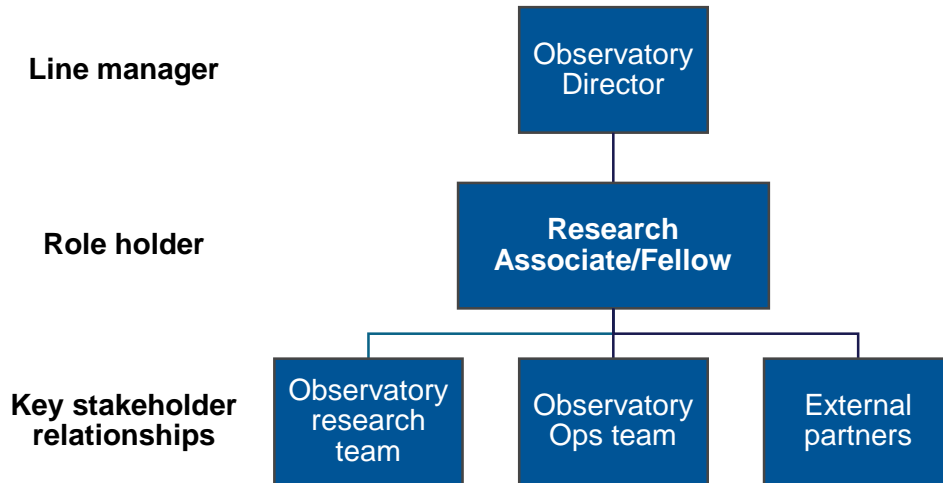 Line manager
Observatory
Director
Role holder
Research
Associate/Fellow
Key stakeholder
relationships
Observatory
research
team
Observatory
Ops team
External
partners